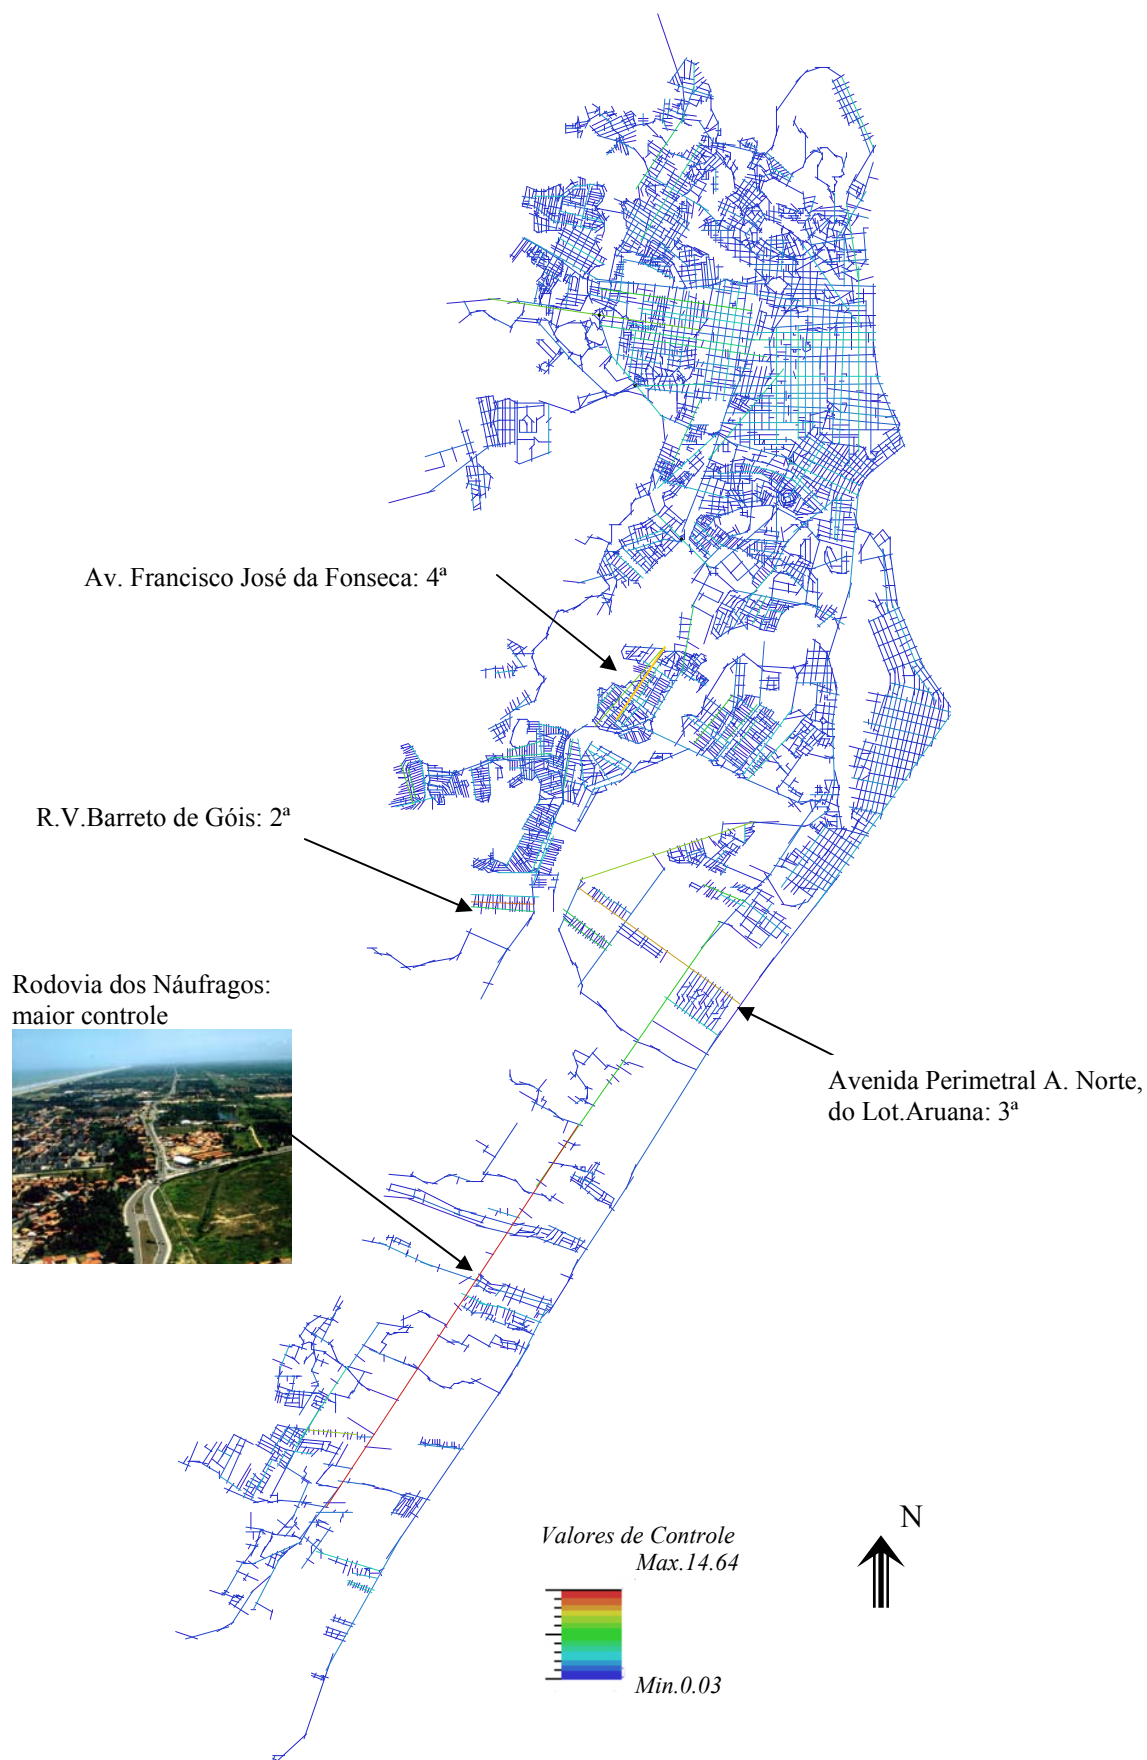 Av. Francisco José da Fonseca: 4ª
R.V.Barreto de Góis: 2ª
Rodovia dos Náufragos:
maior controle
Avenida Perimetral A. Norte,
do Lot.Aruana: 3ª
N
Valores de Controle
Max.14.64
Min.0.03